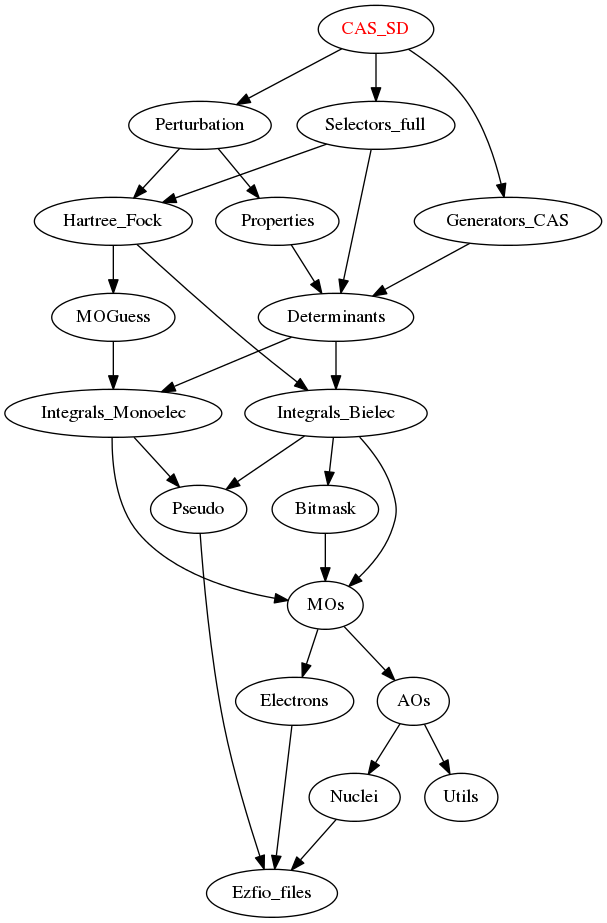 CAS_SD
Perturbation
Selectors_full
Hartree_Fock
Properties
Generators_CAS
MOGuess
Determinants
Integrals_Monoelec
Integrals_Bielec
Pseudo
Bitmask
MOs
Electrons
AOs
Nuclei
Utils
Ezfio_files